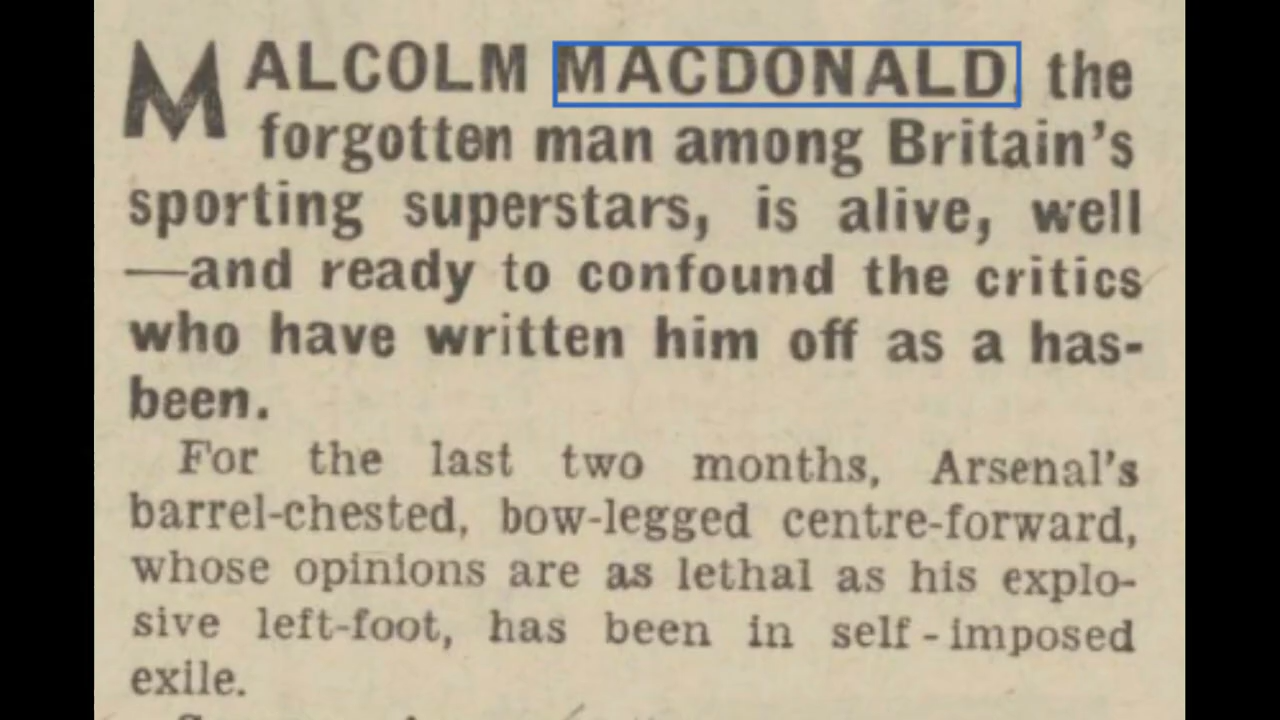 MALCOLM MACDONALD, the
forgotten man among Britain's
sporting superstars, is alive, well
—and ready to confound the critics
who have written him off as a has-
been.
For the last two months, Arsenal's
barrel-chested, bow-legged centre-forward,
whose opinions are as lethal as his explo-
sive left-foot, has been in self-imposed
exile.